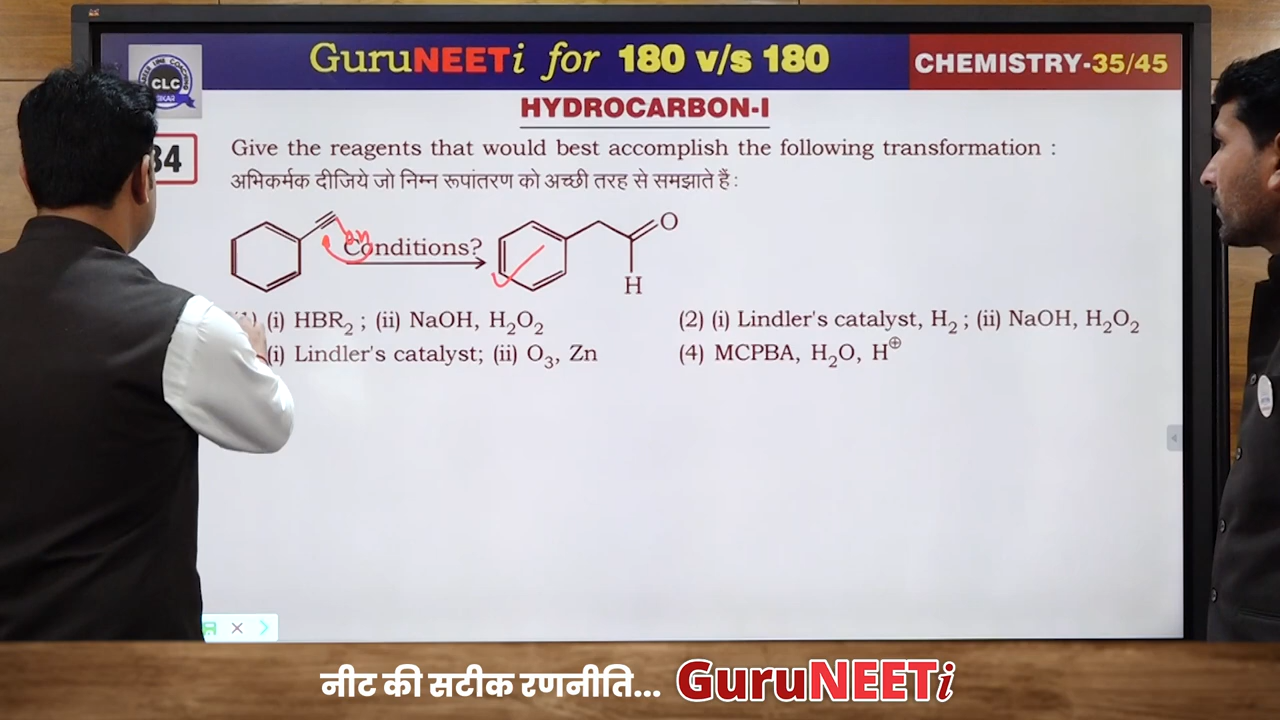 GuruNEETi for 180 v/s 180
CHEMISTRY-35/45
CLC
HYDROCARBON-I
34
Give the reagents that would best accomplish the following transformation :
अभिकर्मक दीजिये जो निम्न रूपांतरण को अच्छी तरह से समझाते हैं :
Conditions?
O
H
(i) HBR₂ ; (ii) NaOH, H₂O₂
(2) (i) Lindler's catalyst, H₂ ; (ii) NaOH, H₂O₂
(i) Lindler's catalyst; (ii) O₃, Zn
(4) MCPBA, H₂O, H⊕
नीट की सटीक रणनीति... GuruNEETi